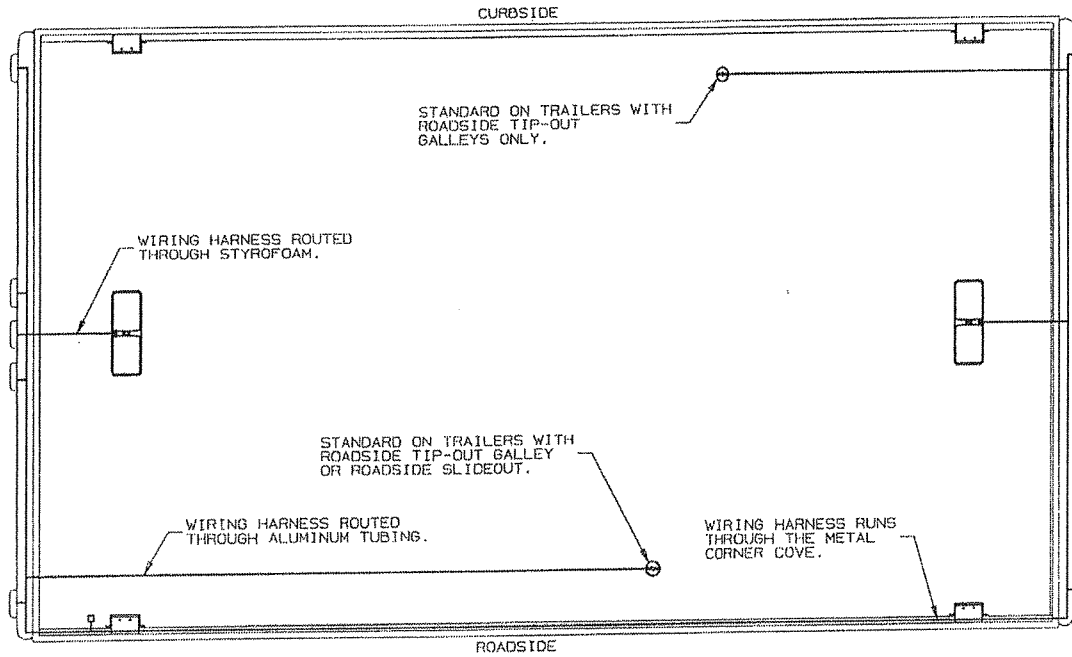 CURBSIDE
STANDARD ON TRAILERS WITH
ROADSIDE TIP-OUT
GALLEYS ONLY.
WIRING HARNESS ROUTED
THROUGH STYROFOAM.
STANDARD ON TRAILERS WITH
ROADSIDE TIP-OUT GALLEY
OR ROADSIDE SLIDEOUT.
WIRING HARNESS ROUTED
THROUGH ALUMINUM TUBING.
WIRING HARNESS RUNS
THROUGH THE METAL
CORNER COVE.
ROADSIDE